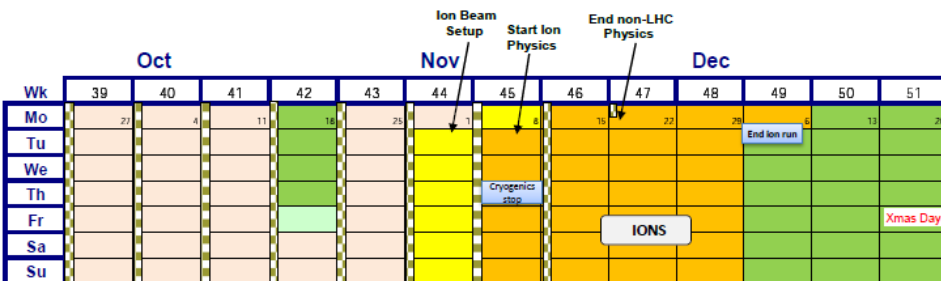 Ion Beam
Setup
Start Ion
Physics
End non-LHC
Physics
Oct Nov Dec
Wk 39 40 41 42 43 44 45 46 47 48 49 50 51
Mo 27 4 11 18 25 1 8 15 22 29 6 13
Tu End ion run
We
Th Cryogenics
stop
Fr IONS Xmas Day
Sa
Su